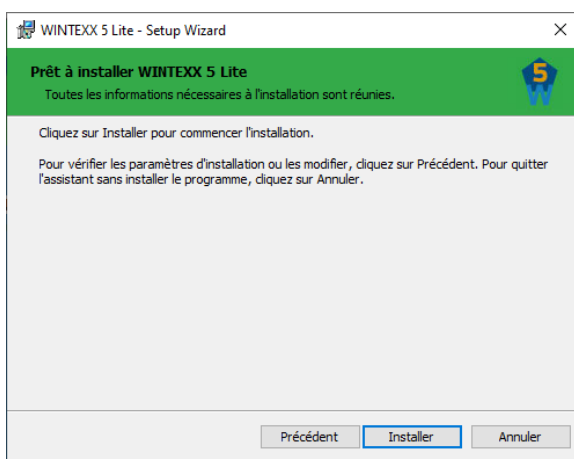 WINTEXX 5 Lite - Setup Wizard
Prêt à installer WINTEXX 5 Lite
Toutes les informations nécessaires à l'installation sont réunies.
5
W
Cliquez sur Installer pour commencer l'installation.
Pour vérifier les paramètres d'installation ou les modifier, cliquez sur Précédent. Pour quitter
l'assistant sans installer le programme, cliquez sur Annuler.
Précédent Installer Annuler